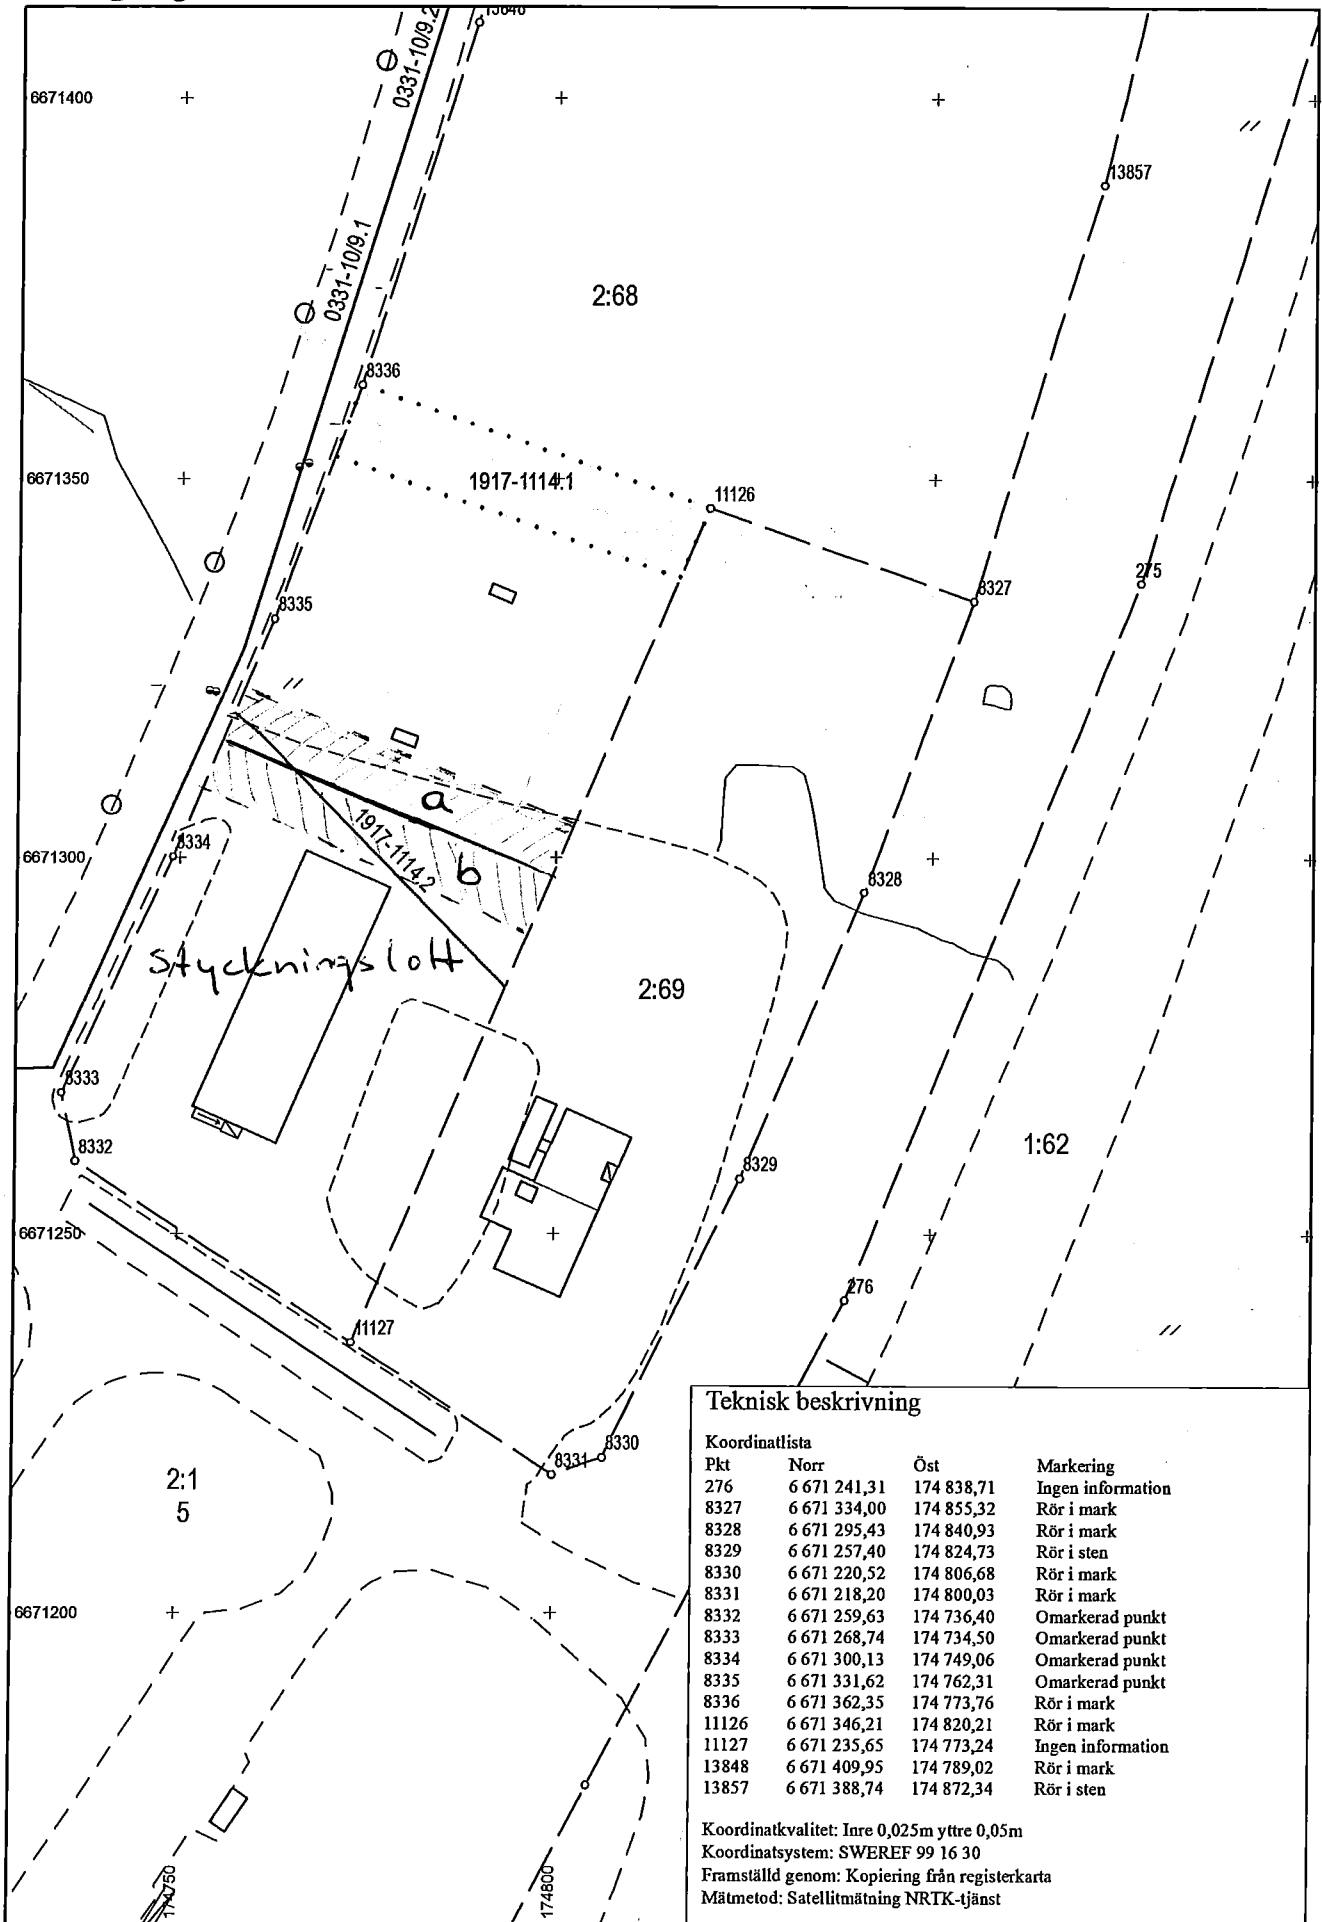 0331-10/9.2
6671400
13857
0331-10/9.1
2:68
8336
6671350
1917-1114.1
11126
275
8327
8335
a
1917-1114.2
6671300
8334
b
8328
Styckningslott
2:69
8333
8332
1:62
8329
6671250
276
11127
8331
8330
2:1
5
6671200
174750
174800
Teknisk beskrivning
Koordinatlista
Pkt Norr Öst Markering
276 6 671 241,31 174 838,71 Ingen information
8327 6 671 334,00 174 855,32 Rör i mark
8328 6 671 295,43 174 840,93 Rör i mark
8329 6 671 257,40 174 824,73 Rör i sten
8330 6 671 220,52 174 806,68 Rör i mark
8331 6 671 218,20 174 800,03 Rör i mark
8332 6 671 259,63 174 736,40 Omarkerad punkt
8333 6 671 268,74 174 734,50 Omarkerad punkt
8334 6 671 300,13 174 749,06 Omarkerad punkt
8335 6 671 331,62 174 762,31 Omarkerad punkt
8336 6 671 362,35 174 773,76 Rör i mark
11126 6 671 346,21 174 820,21 Rör i mark
11127 6 671 235,65 174 773,24 Ingen information
13848 6 671 409,95 174 789,02 Rör i mark
13857 6 671 388,74 174 872,34 Rör i sten
Koordinatkvalitet: Inre 0,025m yttre 0,05m
Koordinatsystem: SWEREF 99 16 30
Framställd genom: Kopiering från registerkarta
Mätmetod: Satellitmätning NRTK-tjänst